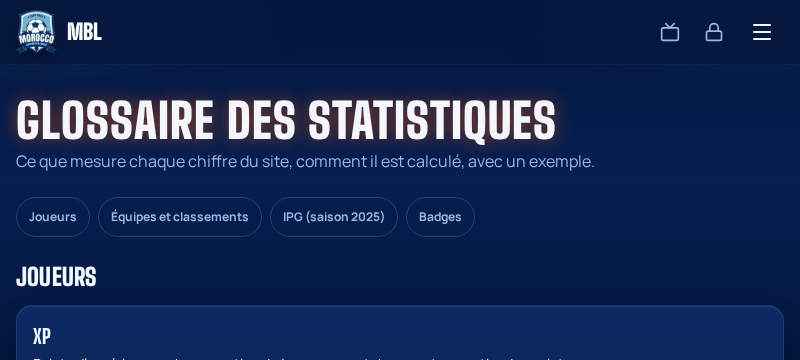 MOROCCO
MBL
GLOSSAIRE DES STATISTIQUES
Ce que mesure chaque chiffre du site, comment il est calculé, avec un exemple.
Joueurs
Équipes et classements
IPG (saison 2025)
Badges
JOUEURS
XP